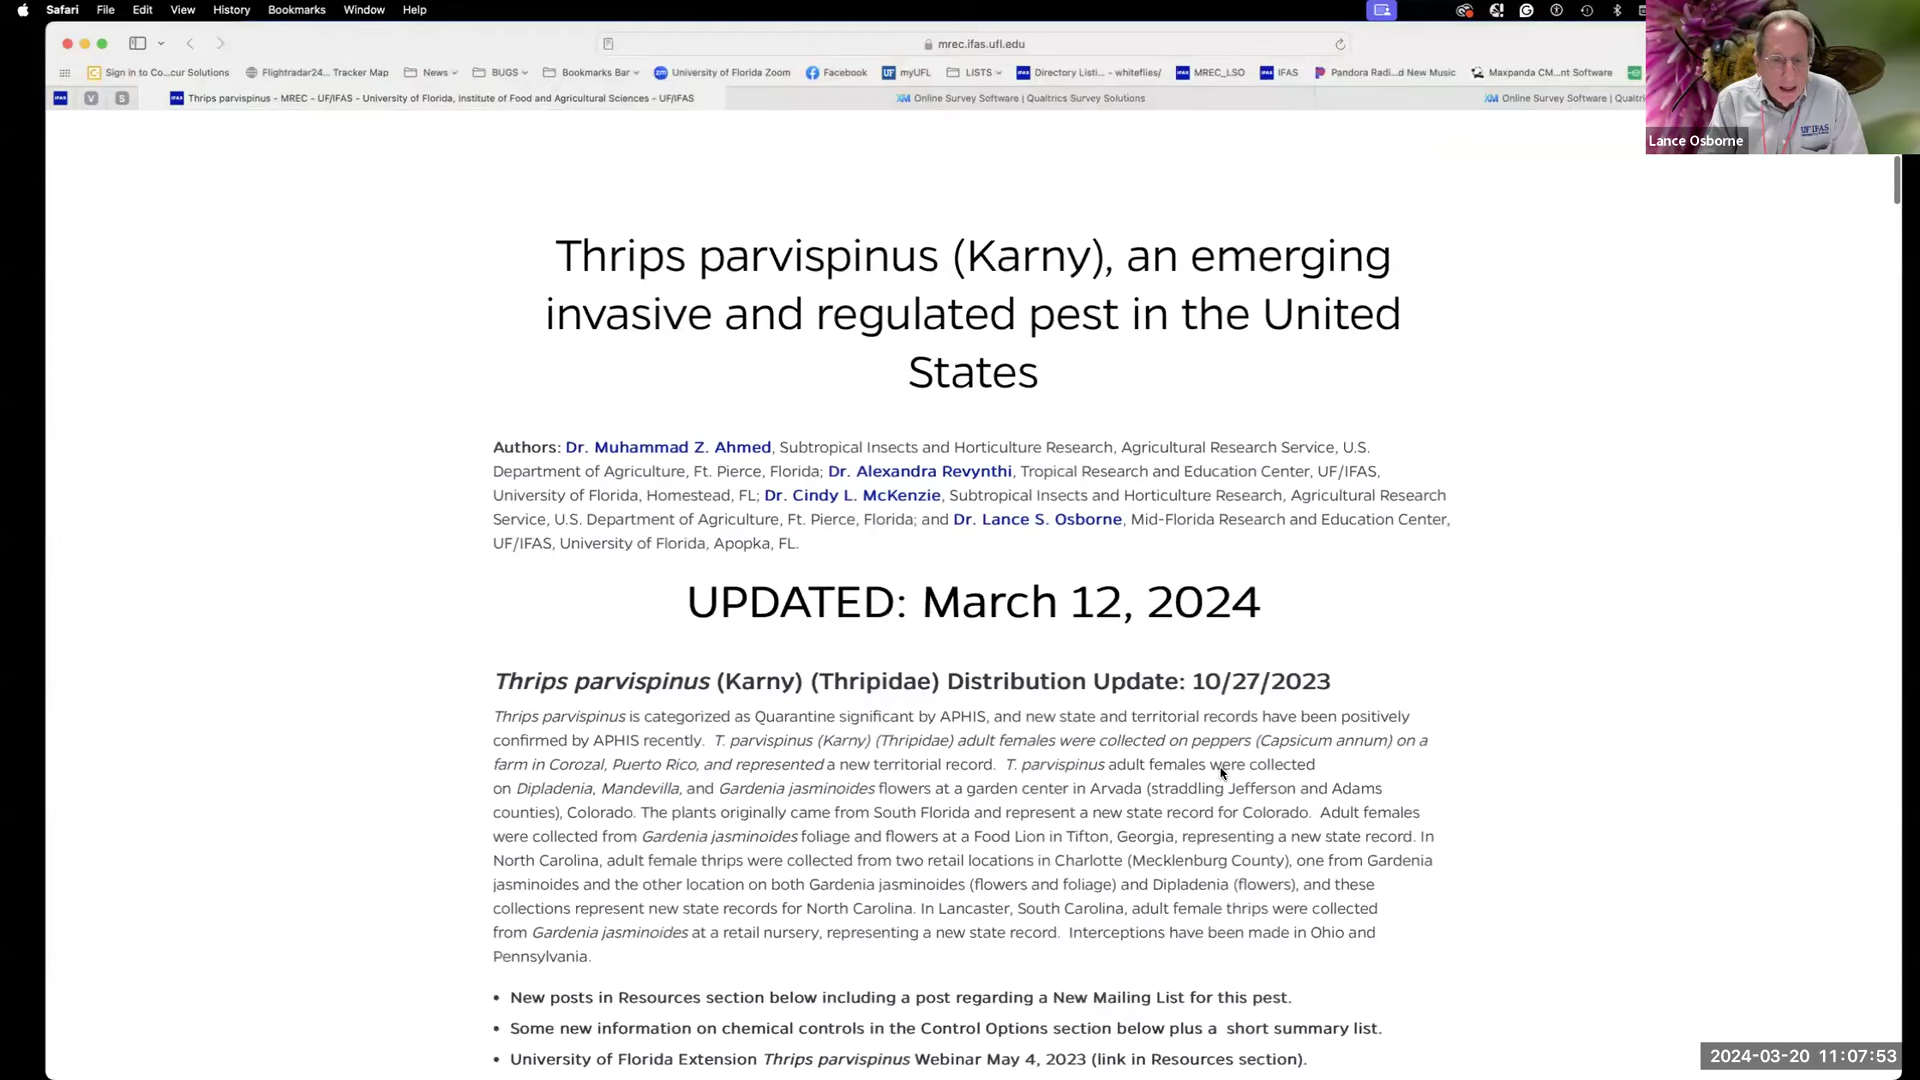 Safari File Edit View History Bookmarks Window Help
mrec.ifas.ufl.edu
Sign in to Co...cur Solutions Flightradar24... Tracker Map News BUGS Bookmarks Bar University of Florida Zoom Facebook myUFL LISTS Directory Listi... - whiteflies/ MREC_LSO IFAS Pandora Radi...d New Music Maxpanda CM...nt Software
Thrips parvispinus - MREC - UF/IFAS - University of Florida, Institute of Food and Agricultural Sciences - UF/IFAS Online Survey Software | Qualtrics Survey Solutions Online Survey Software | Qualtri
UF IFAS
Lance Osborne
Thrips parvispinus (Karny), an emerging
invasive and regulated pest in the United
States
Authors: Dr. Muhammad Z. Ahmed, Subtropical Insects and Horticulture Research, Agricultural Research Service, U.S.
Department of Agriculture, Ft. Pierce, Florida; Dr. Alexandra Revynthi, Tropical Research and Education Center, UF/IFAS,
University of Florida, Homestead, FL; Dr. Cindy L. McKenzie, Subtropical Insects and Horticulture Research, Agricultural Research
Service, U.S. Department of Agriculture, Ft. Pierce, Florida; and Dr. Lance S. Osborne, Mid-Florida Research and Education Center,
UF/IFAS, University of Florida, Apopka, FL.
UPDATED: March 12, 2024
Thrips parvispinus (Karny) (Thripidae) Distribution Update: 10/27/2023
Thrips parvispinus is categorized as Quarantine significant by APHIS, and new state and territorial records have been positively
confirmed by APHIS recently. T. parvispinus (Karny) (Thripidae) adult females were collected on peppers (Capsicum annum) on a
farm in Corozal, Puerto Rico, and represented a new territorial record. T. parvispinus adult females were collected
on Dipladenia, Mandevilla, and Gardenia jasminoides flowers at a garden center in Arvada (straddling Jefferson and Adams
counties), Colorado. The plants originally came from South Florida and represent a new state record for Colorado. Adult females
were collected from Gardenia jasminoides foliage and flowers at a Food Lion in Tifton, Georgia, representing a new state record. In
North Carolina, adult female thrips were collected from two retail locations in Charlotte (Mecklenburg County), one from Gardenia
jasminoides and the other location on both Gardenia jasminoides (flowers and foliage) and Dipladenia (flowers), and these
collections represent new state records for North Carolina. In Lancaster, South Carolina, adult female thrips were collected
from Gardenia jasminoides at a retail nursery, representing a new state record. Interceptions have been made in Ohio and
Pennsylvania.
• New posts in Resources section below including a post regarding a New Mailing List for this pest.
• Some new information on chemical controls in the Control Options section below plus a short summary list.
• University of Florida Extension Thrips parvispinus Webinar May 4, 2023 (link in Resources section).
2024-03-20 11:07:53